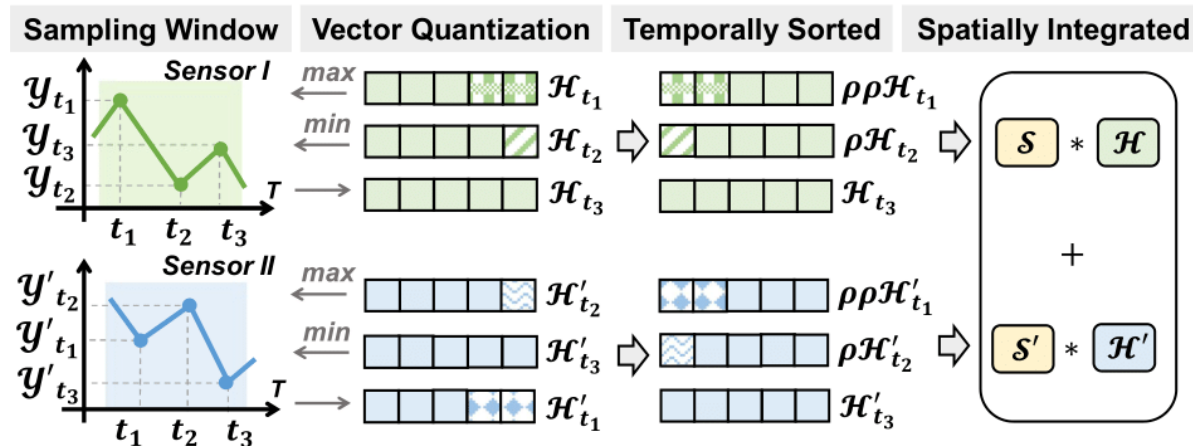 Sampling Window
Vector Quantization
Temporally Sorted
Spatially Integrated
Sensor I
𝒴t1
𝒴t3
𝒴t2
T
t1 t2 t3
max
min
ℋt1
ℋt2
ℋt3
ρρℋt1
ρℋt2
ℋt3
𝒮 * ℋ
+
𝒮' * ℋ'
Sensor II
𝒴't2
𝒴't1
𝒴't3
T
t1 t2 t3
max
min
ℋ't2
ℋ't3
ℋ't1
ρρℋ't1
ρℋ't2
ℋ't3